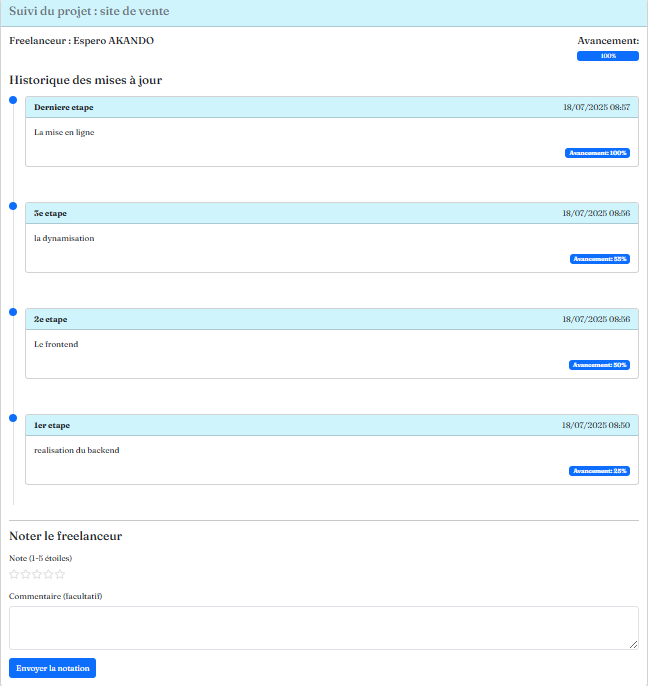 Suivi du projet : site de vente
Freelanceur : Espero AKANDO
Avancement:
100%
Historique des mises à jour
Derniere etape 18/07/2025 08:57
La mise en ligne
Avancement: 100%
3e etape 18/07/2025 08:56
la dynamisation
Avancement: 55%
2e etape 18/07/2025 08:56
Le frontend
Avancement: 50%
1er etape 18/07/2025 08:50
realisation du backend
Avancement: 25%
Noter le freelanceur
Note (1-5 étoiles)
Commentaire (facultatif)
Envoyer la notation